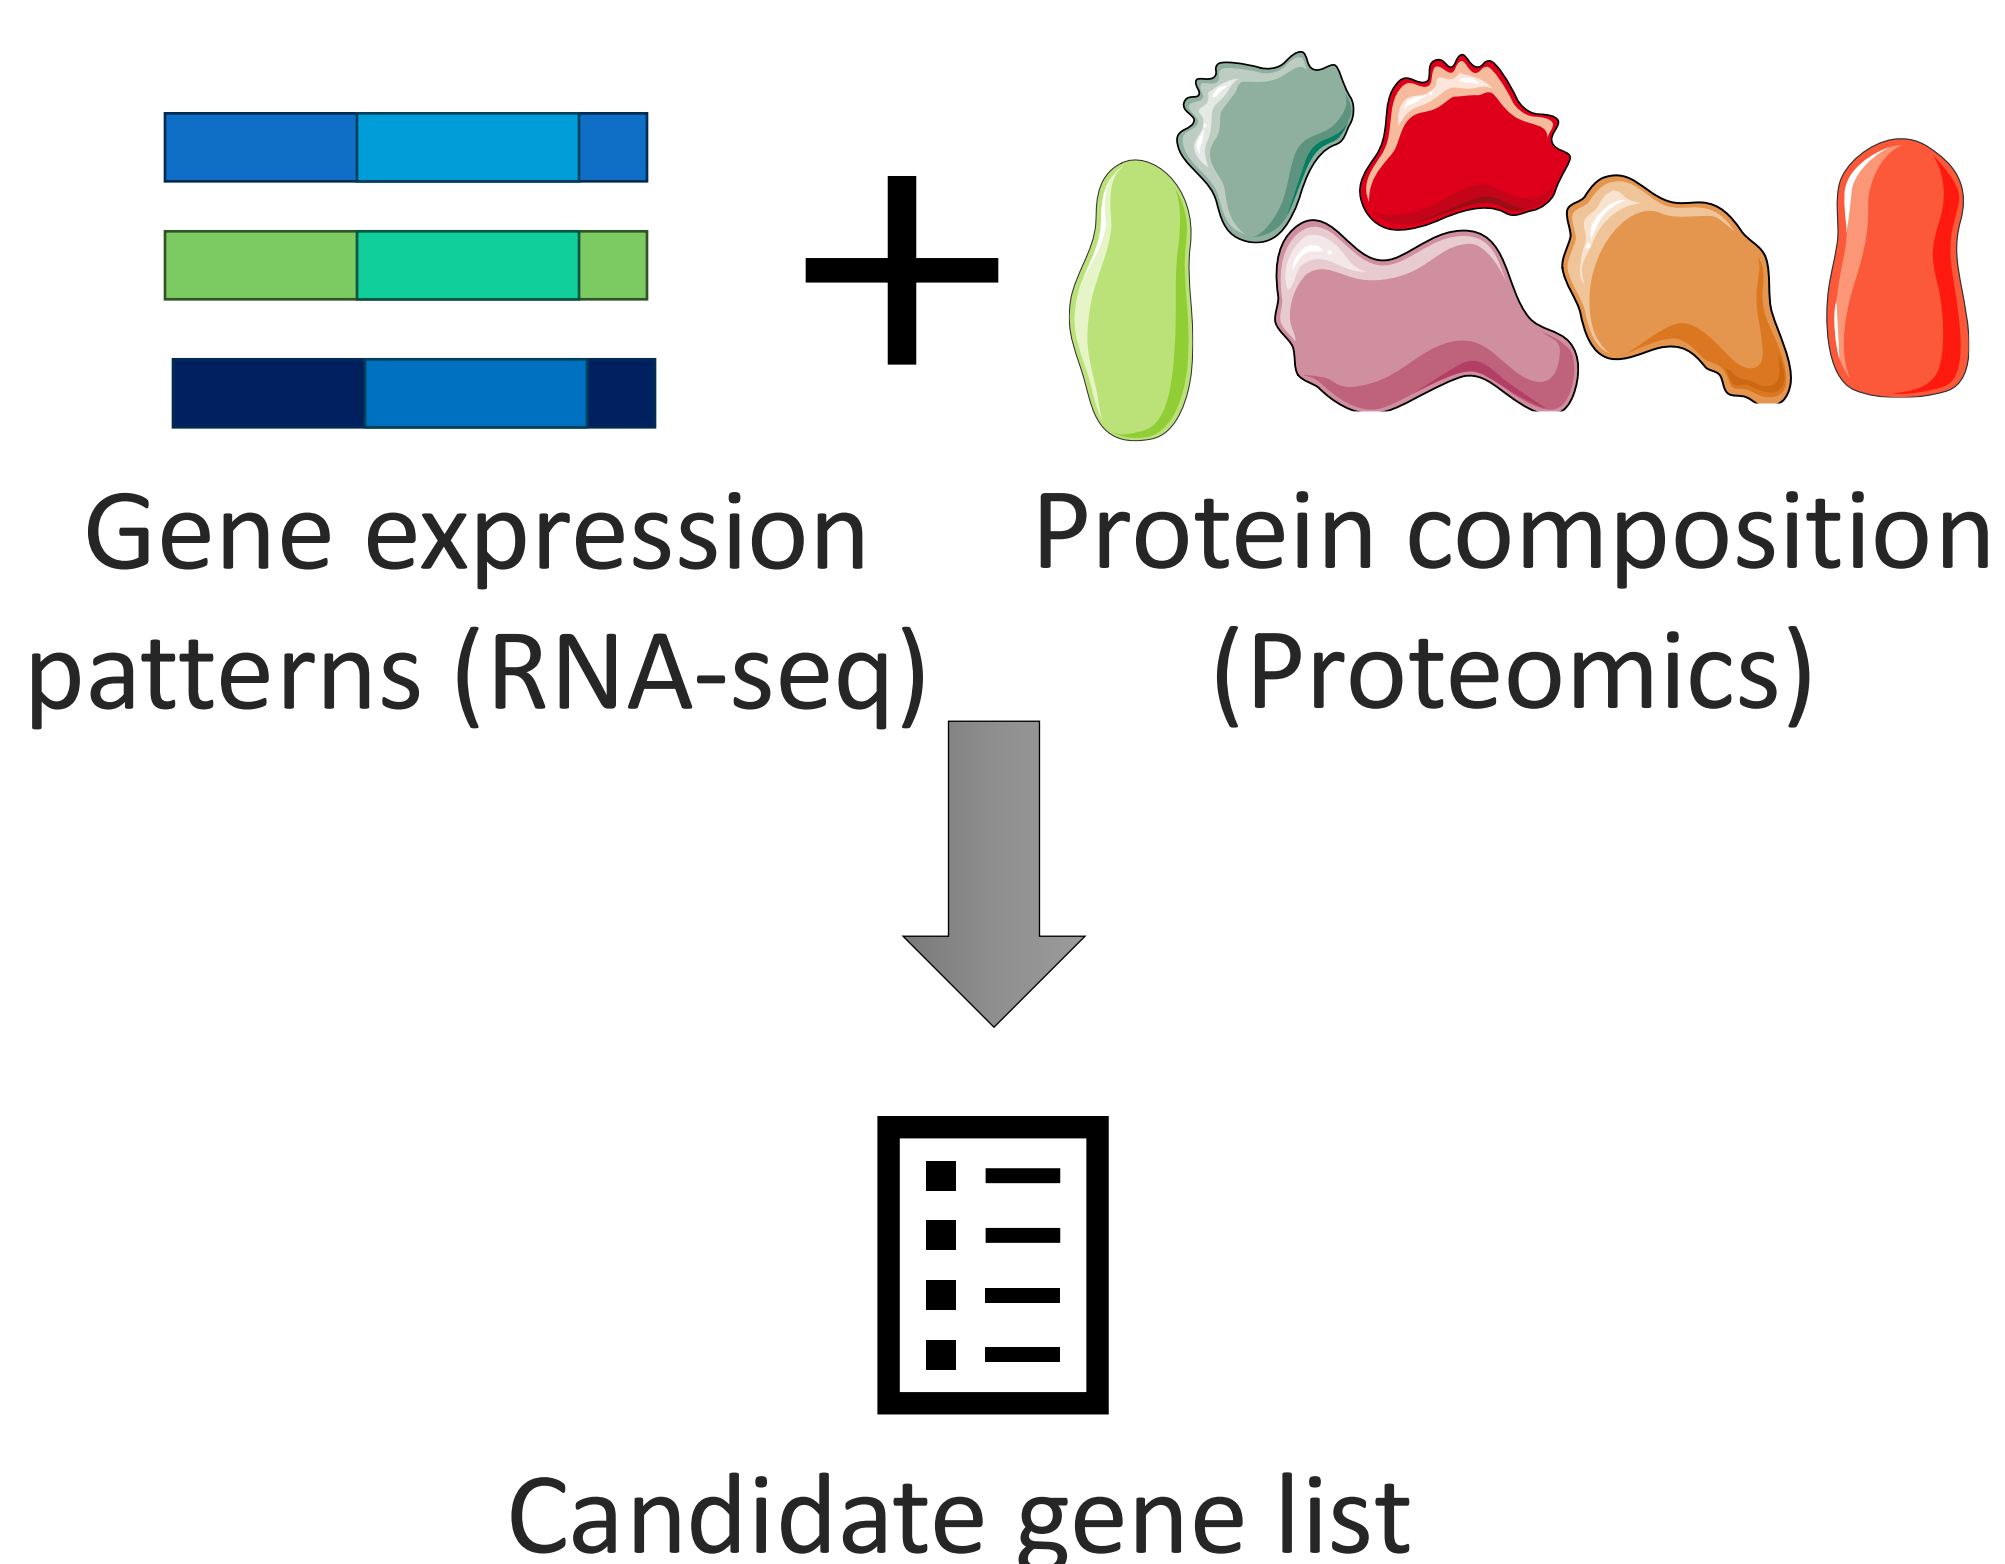 Gene expression
patterns (RNA-seq)
Protein composition
(Proteomics)
Candidate gene list